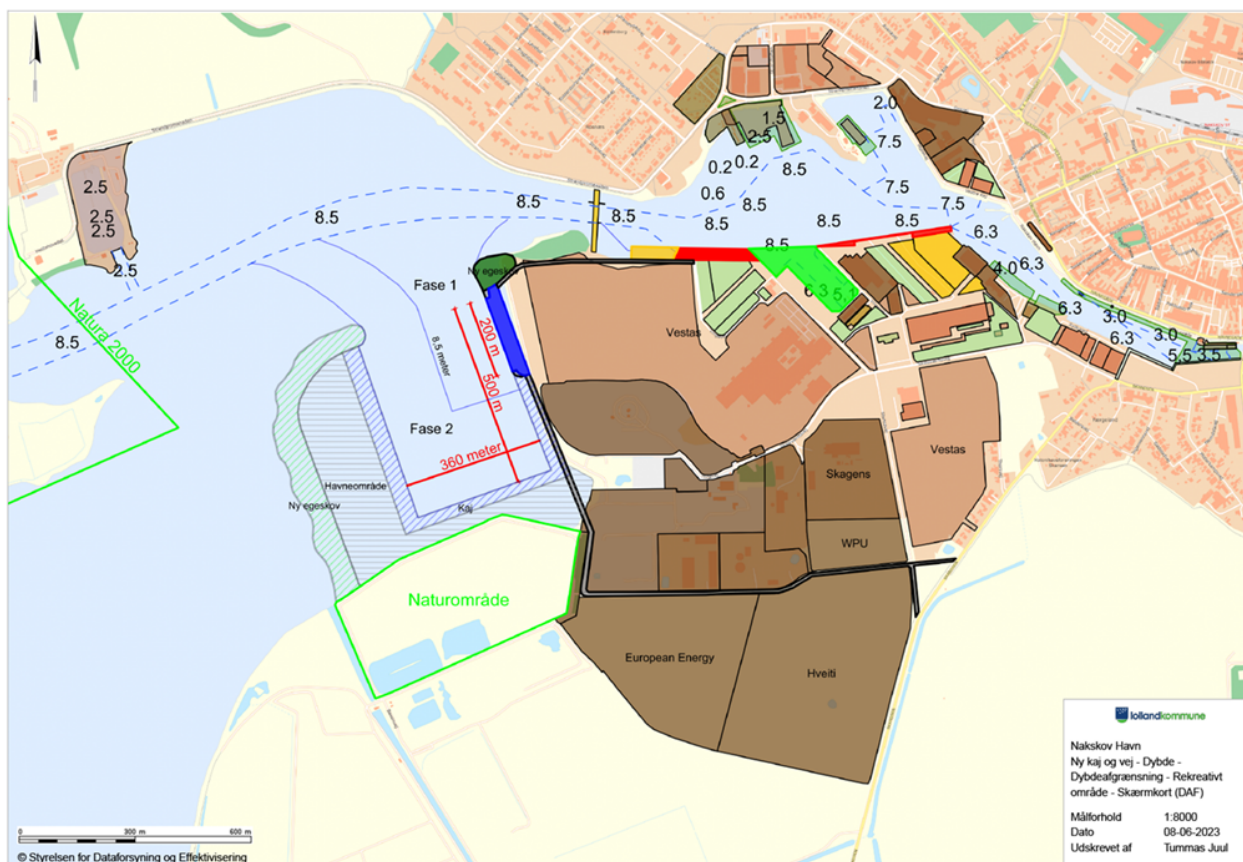 2.0
1.5
2.5
7.5
0.2
0.2
8.5
0.6
7.5
2.5
2.5
2.5
2.5
8.5
8.5
8.5
8.5
8.5
8.5
8.5
7.5
6.3
8.5
Ny egeskov
Fase 1
6.3
5.1
4.0
6.3
6.3
3.0
3.0
6.3
5.5
3.5
Natura 2000
8.5
200 m
8.5 meter
500 m
Vestas
Fase 2
360 meter
Vestas
Skagens
Havneområde
Ny egeskov
Kaj
WPU
Naturområde
European Energy
Hveiti
lollandkommune
Nakskov Havn
Ny kaj og vej - Dybde -
Dybdeafgrænsning - Rekreativt
område - Skærmkort (DAF)
Målforhold 1:8000
Dato 08-06-2023
Udskrevet af Tummas Juul
0 300 m 600 m
© Styrelsen for Dataforsyning og Effektivisering